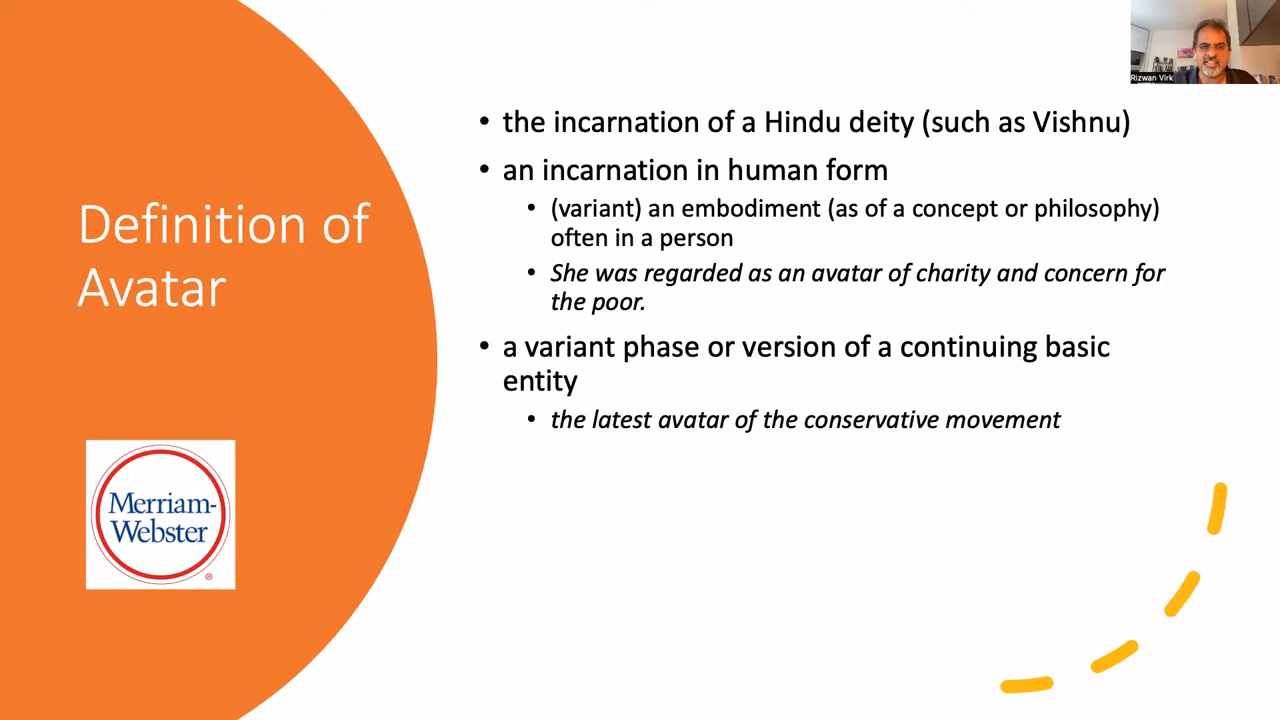 Definition of
Avatar
Merriam-
Webster
®
• the incarnation of a Hindu deity (such as Vishnu)
• an incarnation in human form
• (variant) an embodiment (as of a concept or philosophy)
often in a person
• She was regarded as an avatar of charity and concern for
the poor.
• a variant phase or version of a continuing basic
entity
• the latest avatar of the conservative movement
Rizwan Virk